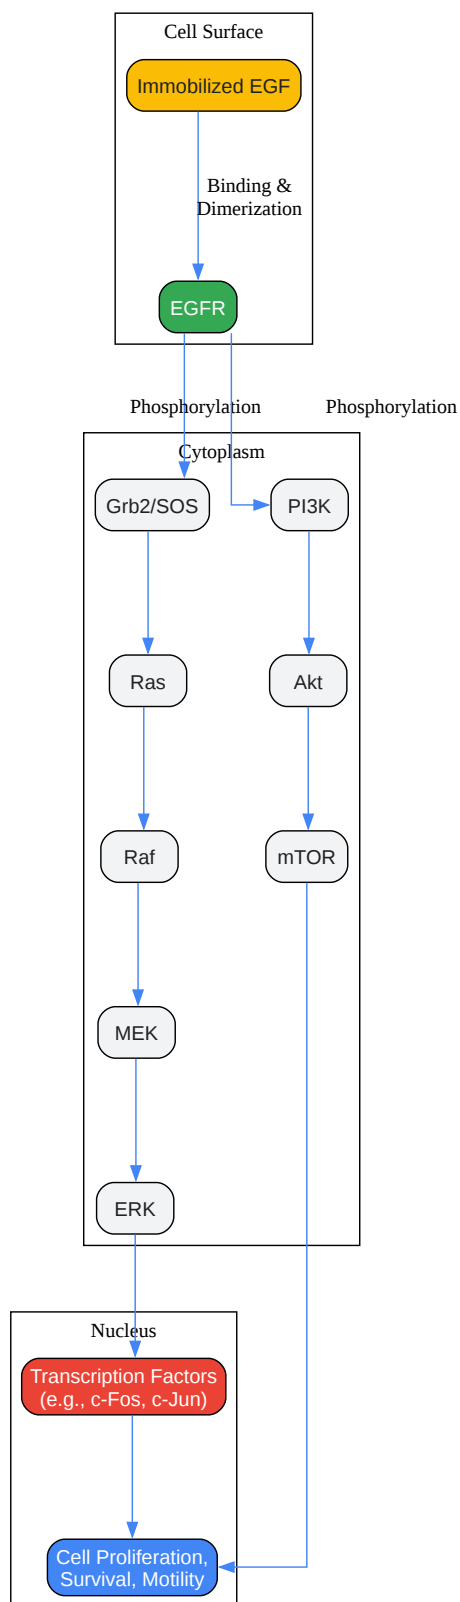 Cell Surface
Immobilized EGF
Binding &
Dimerization
EGFR
Phosphorylation
Phosphorylation
Cytoplasm
Grb2/SOS
PI3K
Ras
Akt
Raf
mTOR
MEK
ERK
Nucleus
Transcription Factors
(e.g., c-Fos, c-Jun)
Cell Proliferation,
Survival, Motility